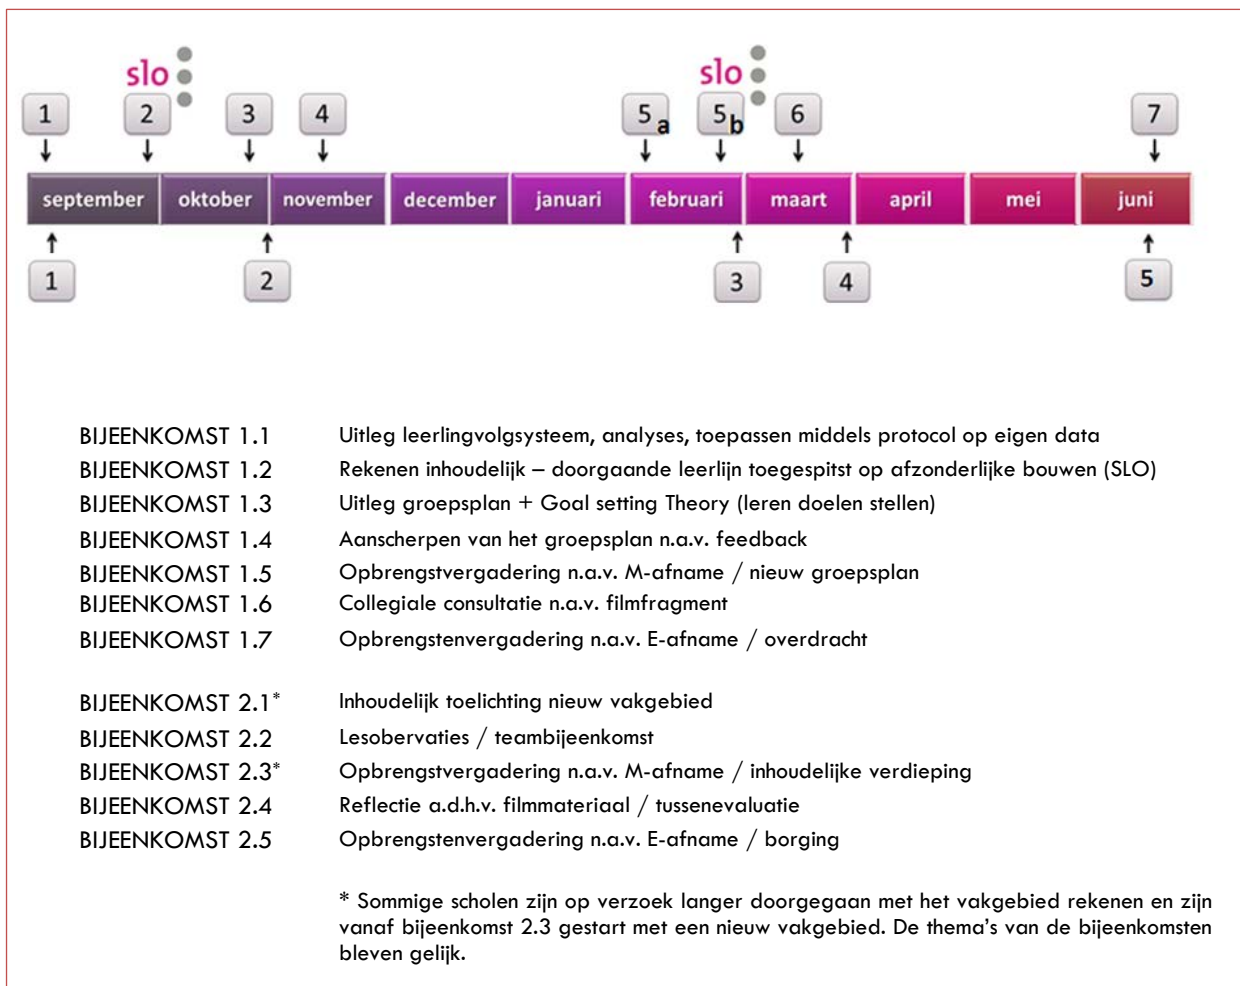 slo slo
1 2 3 4 5a 5b 6 7
september oktober november december januari februari maart april mei juni
1 2 3 4 5
BIJEENKOMST 1.1 Uitleg leerlingvolgsysteem, analyses, toepassen middels protocol op eigen data
BIJEENKOMST 1.2 Rekenen inhoudelijk – doorgaande leerlijn toegespitst op afzonderlijke bouwen (SLO)
BIJEENKOMST 1.3 Uitleg groepsplan + Goal setting Theory (leren doelen stellen)
BIJEENKOMST 1.4 Aanscherpen van het groepsplan n.a.v. feedback
BIJEENKOMST 1.5 Opbrengstvergadering n.a.v. M-afname / nieuw groepsplan
BIJEENKOMST 1.6 Collegiale consultatie n.a.v. filmfragment
BIJEENKOMST 1.7 Opbrengstenvergadering n.a.v. E-afname / overdracht
BIJEENKOMST 2.1* Inhoudelijk toelichting nieuw vakgebied
BIJEENKOMST 2.2 Lesobervaties / teambijeenkomst
BIJEENKOMST 2.3* Opbrengstvergadering n.a.v. M-afname / inhoudelijke verdieping
BIJEENKOMST 2.4 Reflectie a.d.h.v. filmmateriaal / tussenevaluatie
BIJEENKOMST 2.5 Opbrengstenvergadering n.a.v. E-afname / borging
* Sommige scholen zijn op verzoek langer doorgegaan met het vakgebied rekenen en zijn
vanaf bijeenkomst 2.3 gestart met een nieuw vakgebied. De thema's van de bijeenkomsten
bleven gelijk.